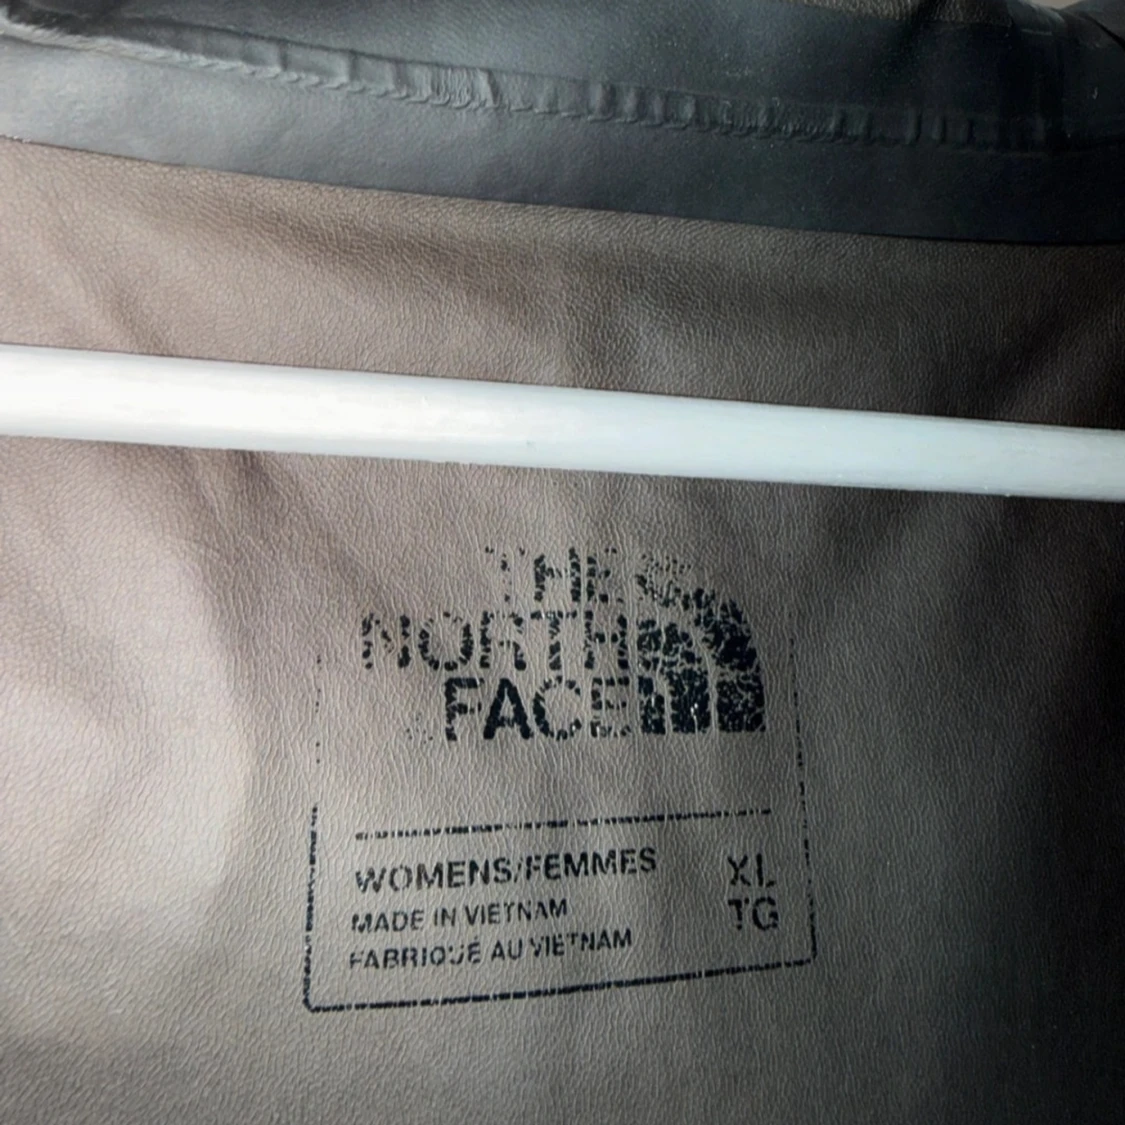 THE
NORTH
FACE
WOMENS/FEMMES XL
MADE IN VIETNAM TG
FABRIQUÉ AU VIETNAM